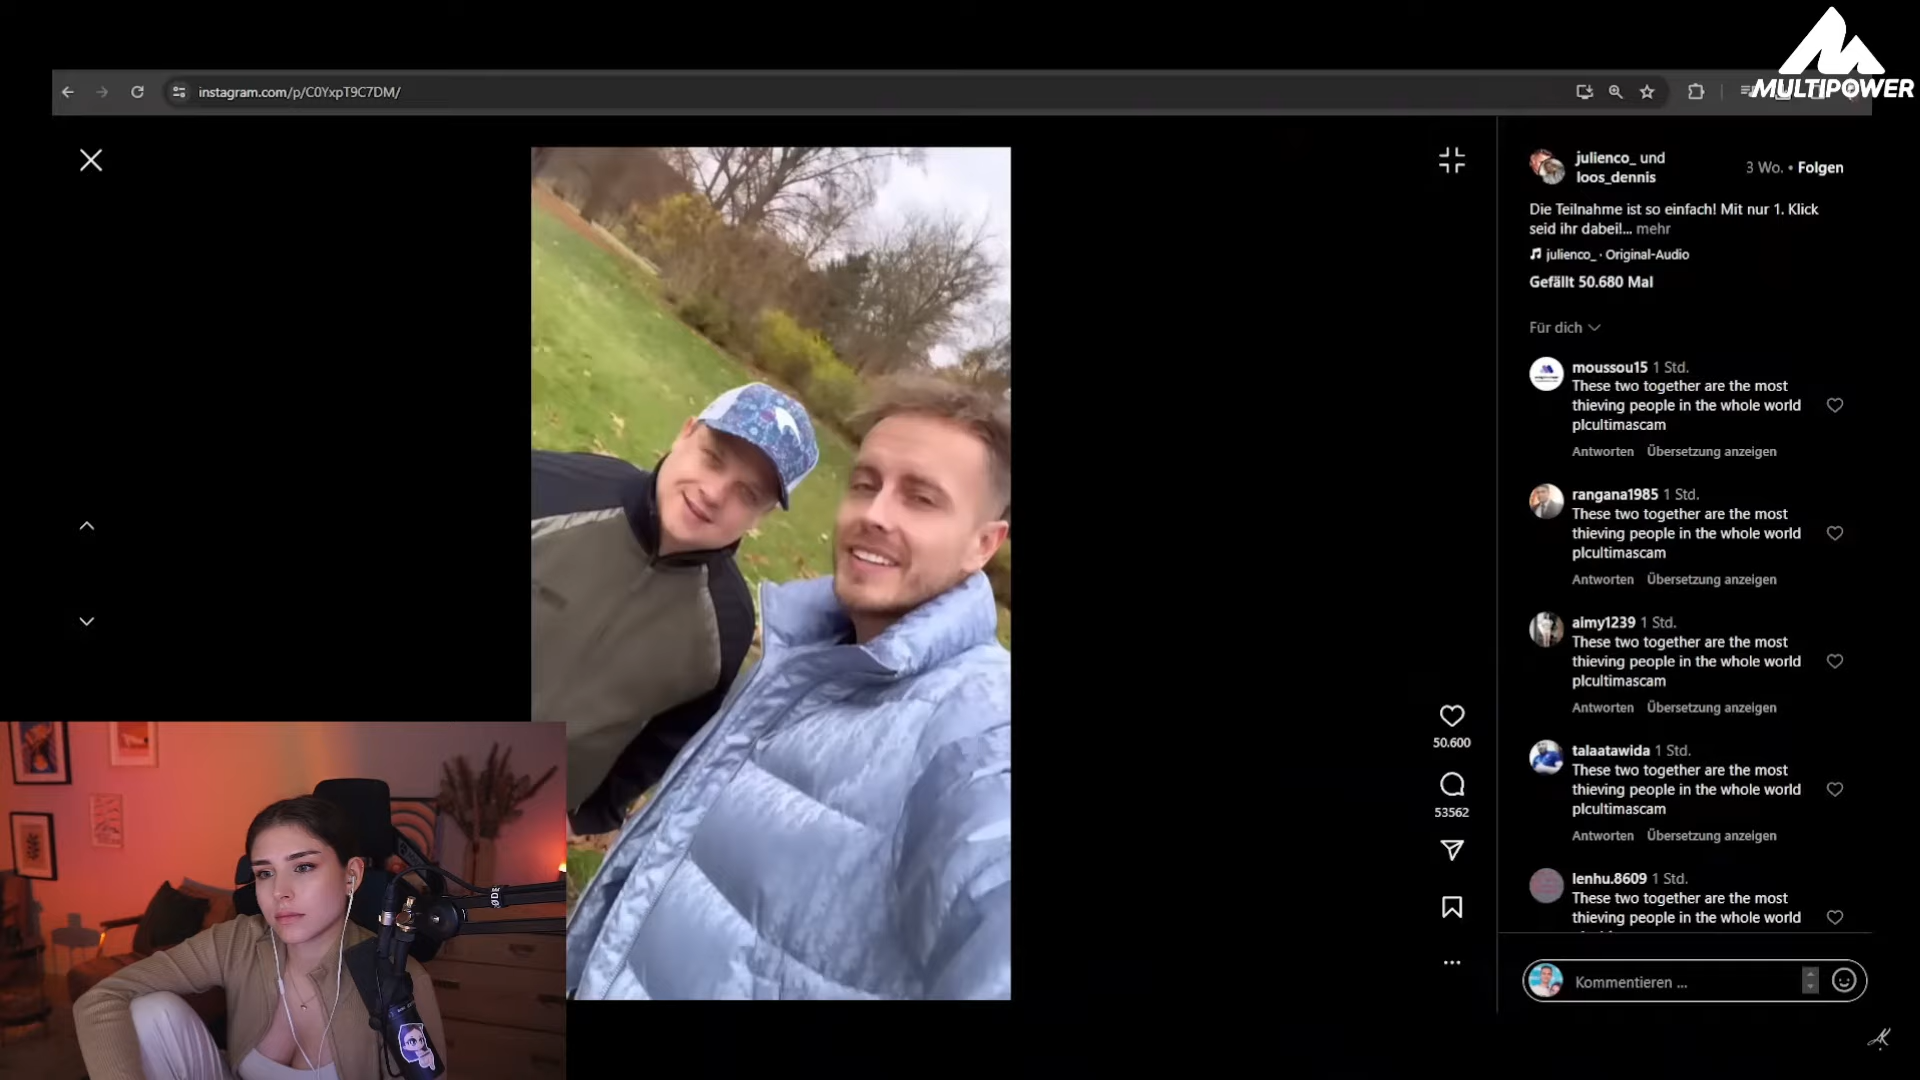 MULTIPOWER
instagram.com/p/C0YxpT9C7DM/
julienco_ und
loos_dennis
3 Wo. • Folgen
Die Teilnahme ist so einfach! Mit nur 1. Klick
seid ihr dabei!... mehr
julienco_ · Original-Audio
Gefällt 50.680 Mal
Für dich
moussou15 1 Std.
These two together are the most
thieving people in the whole world
plcultimascam
Antworten Übersetzung anzeigen
rangana1985 1 Std.
These two together are the most
thieving people in the whole world
plcultimascam
Antworten Übersetzung anzeigen
aimy1239 1 Std.
These two together are the most
thieving people in the whole world
plcultimascam
Antworten Übersetzung anzeigen
talaatawida 1 Std.
These two together are the most
thieving people in the whole world
plcultimascam
Antworten Übersetzung anzeigen
lenhu.8609 1 Std.
These two together are the most
thieving people in the whole world
50.600
53562
Kommentieren ...
RØDE